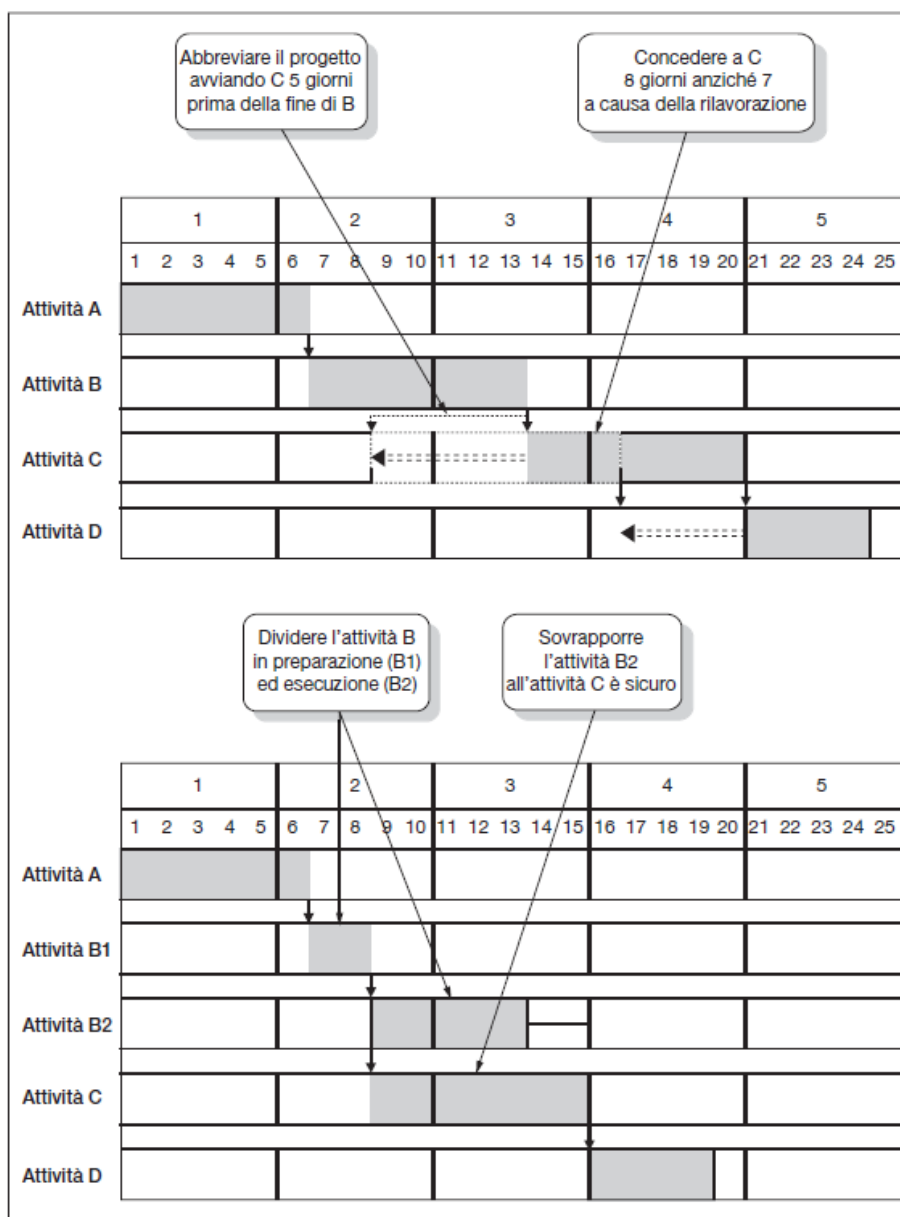 Abbreviare il progetto
avviando C 5 giorni
prima della fine di B
Concedere a C
8 giorni anziché 7
a causa della rilavorazione
1 2 3 4 5
1 2 3 4 5 6 7 8 9 10 11 12 13 14 15 16 17 18 19 20 21 22 23 24 25
Attività A
Attività B
Attività C
Attività D
Dividere l'attività B
in preparazione (B1)
ed esecuzione (B2)
Sovrapporre
l'attività B2
all'attività C è sicuro
1 2 3 4 5
1 2 3 4 5 6 7 8 9 10 11 12 13 14 15 16 17 18 19 20 21 22 23 24 25
Attività A
Attività B1
Attività B2
Attività C
Attività D